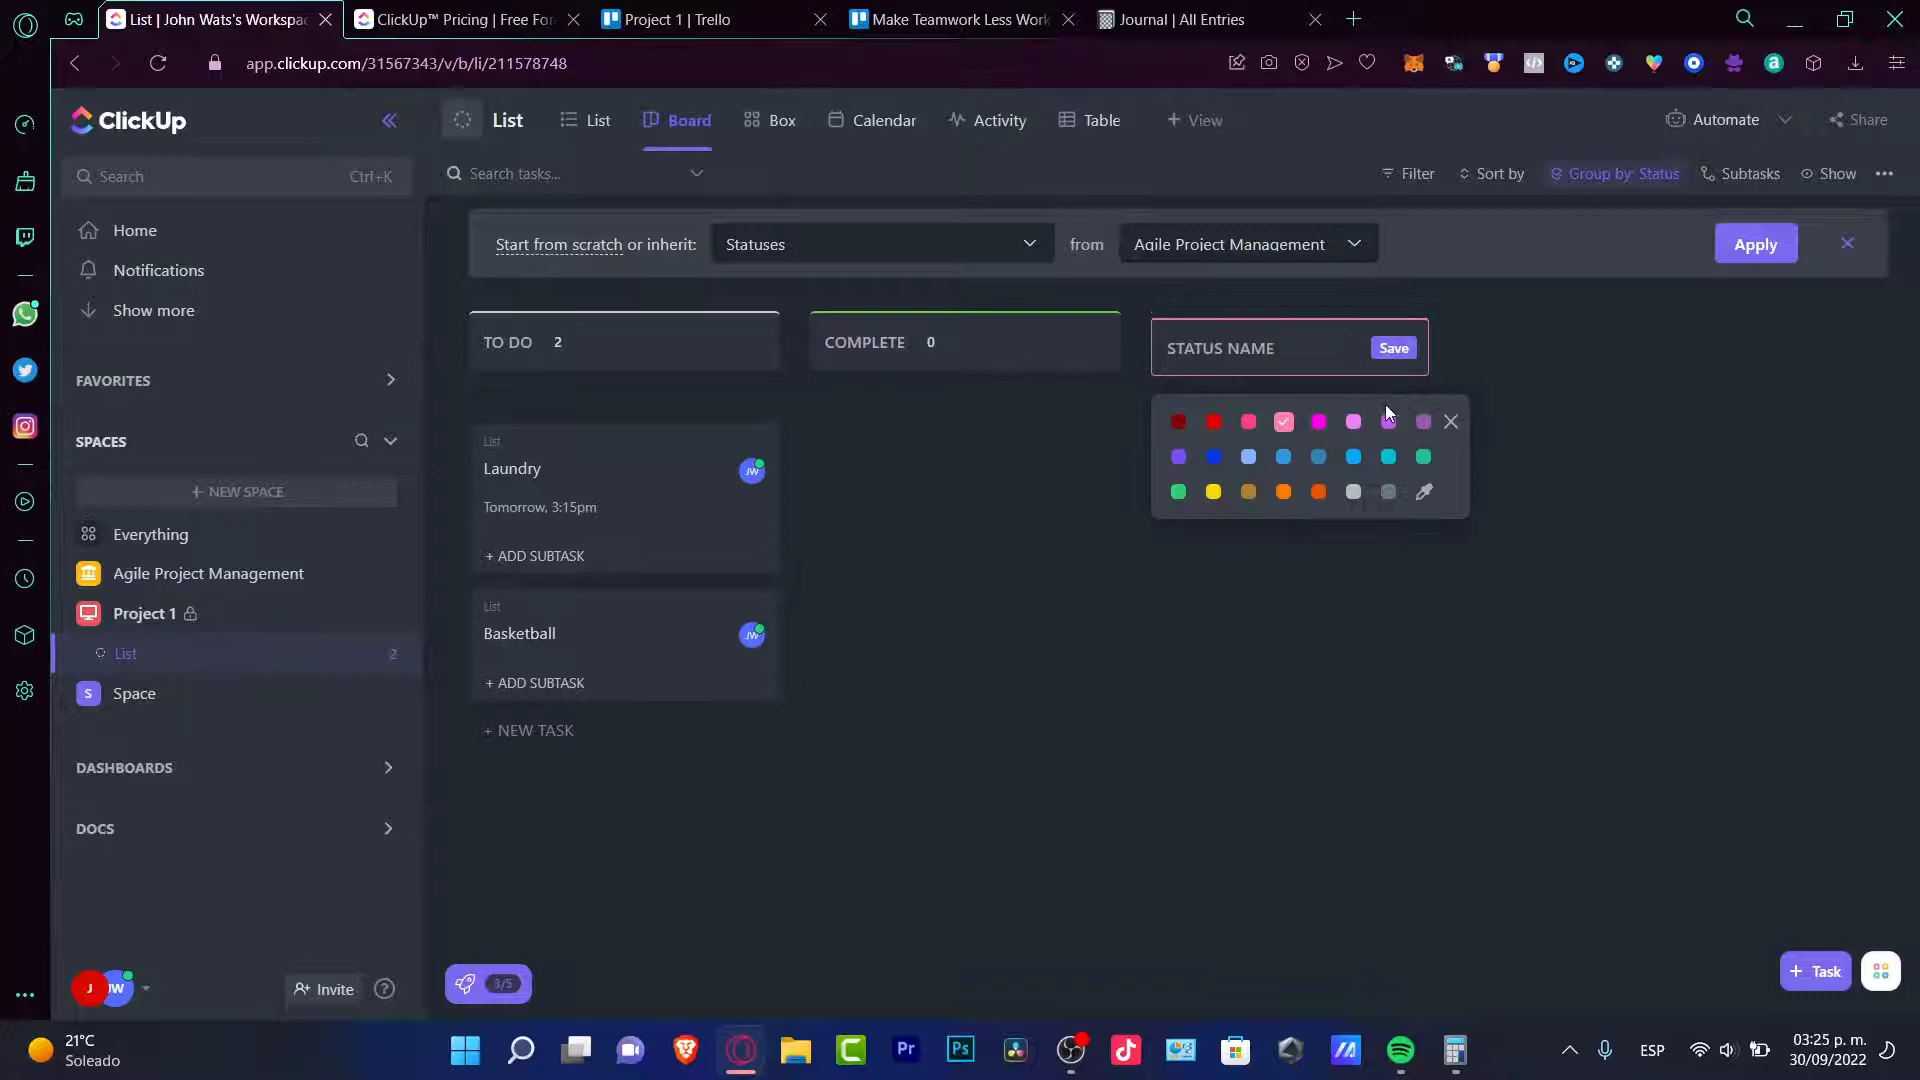 List | John Wats's Workspac
ClickUp™ Pricing | Free For
Project 1 | Trello
Make Teamwork Less Work
Journal | All Entries
app.clickup.com/31567343/v/b/li/211578748
ClickUp
List
List
Board
Box
Calendar
Activity
Table
+ View
Automate
Share
Search
Ctrl+K
Search tasks...
Filter
Sort by
Group by: Status
Subtasks
Show
Home
Notifications
Show more
Start from scratch or inherit:
Statuses
from
Agile Project Management
Apply
FAVORITES
SPACES
+ NEW SPACE
Everything
Agile Project Management
Project 1
List
2
S
Space
DASHBOARDS
DOCS
TO DO 2
COMPLETE 0
STATUS NAME
Save
List
Laundry
JW
Tomorrow, 3:15pm
+ ADD SUBTASK
List
Basketball
JW
+ ADD SUBTASK
+ NEW TASK
J
JW
Invite
?
3/5
+ Task
21°C
Soleado
Pr
Ps
ESP
03:25 p. m.
30/09/2022